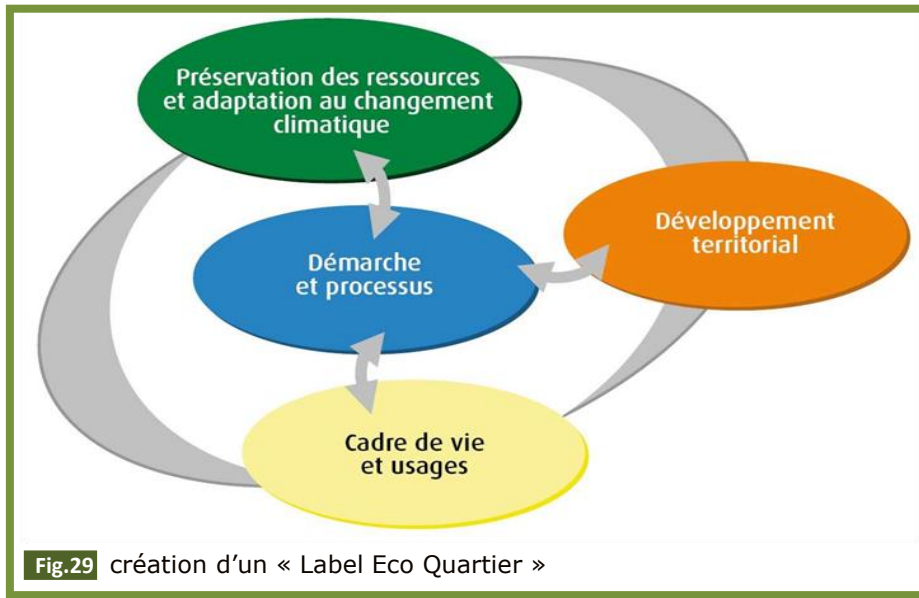 Préservation des ressources
et adaptation au changement
climatique
Développement
territorial
Démarche
et processus
Cadre de vie
et usages
Fig.29 création d'un « Label Eco Quartier »